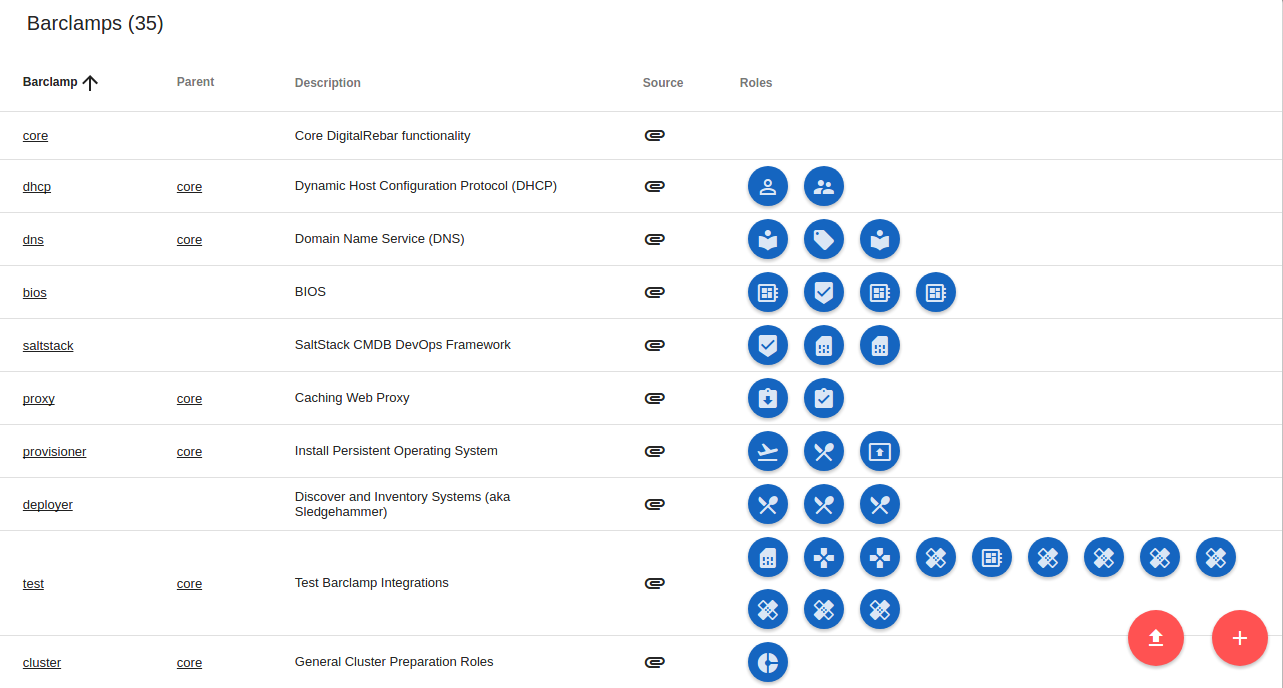 Barclamps (35)
Barclamp Parent Description Source Roles
core Core DigitalRebar functionality
dhcp core Dynamic Host Configuration Protocol (DHCP)
dns core Domain Name Service (DNS)
bios BIOS
saltstack SaltStack CMDB DevOps Framework
proxy core Caching Web Proxy
provisioner core Install Persistent Operating System
deployer Discover and Inventory Systems (aka
Sledgehammer)
test core Test Barclamp Integrations
cluster core General Cluster Preparation Roles